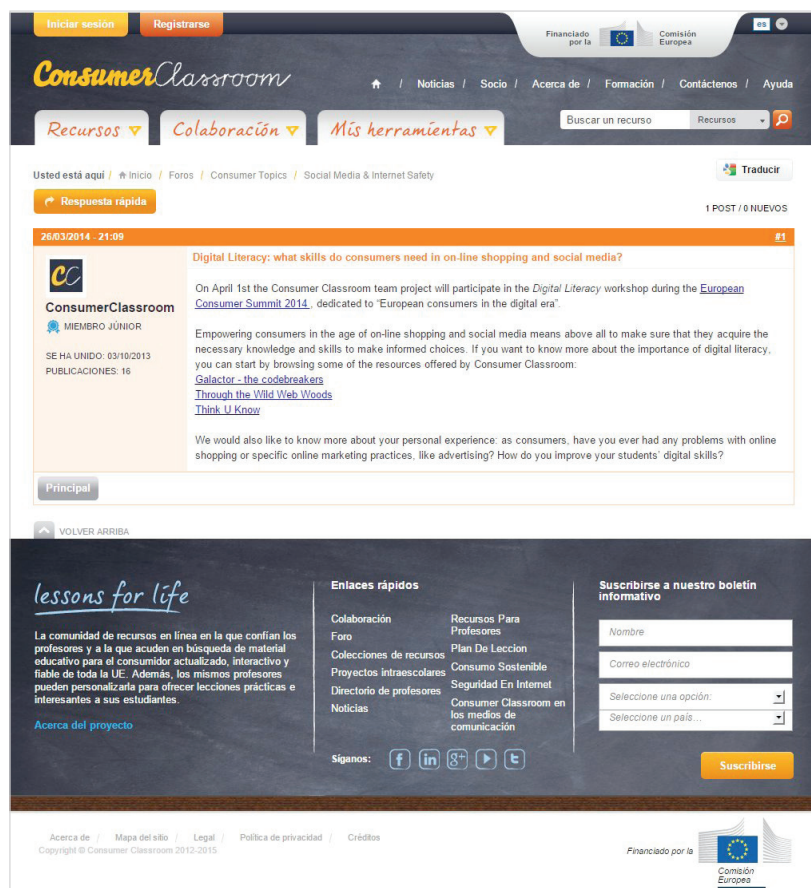 Iniciar sesión
Registrarse
Financiado
por la
Comisión
Europea
es
ConsumerClassroom
/ Noticias / Socio / Acerca de / Formación / Contáctenos / Ayuda
Recursos
Colaboración
Mis herramientas
Buscar un recurso
Recursos
Usted está aquí / Inicio / Foros / Consumer Topics / Social Media & Internet Safety
Traducir
Respuesta rápida
1 POST / 0 NUEVOS
26/03/2014 - 21:09
#1
CC
ConsumerClassroom
MIEMBRO JÚNIOR
SE HA UNIDO: 03/10/2013
PUBLICACIONES: 16
Digital Literacy: what skills do consumers need in on-line shopping and social media?
On April 1st the Consumer Classroom team project will participate in the Digital Literacy workshop during the European
Consumer Summit 2014 , dedicated to “European consumers in the digital era”.
Empowering consumers in the age of on-line shopping and social media means above all to make sure that they acquire the
necessary knowledge and skills to make informed choices. If you want to know more about the importance of digital literacy,
you can start by browsing some of the resources offered by Consumer Classroom:
Galactor - the codebreakers
Through the Wild Web Woods
Think U Know
We would also like to know more about your personal experience: as consumers, have you ever had any problems with online
shopping or specific online marketing practices, like advertising? How do you improve your students' digital skills?
Principal
VOLVER ARRIBA
lessons for life
La comunidad de recursos en línea en la que confían los
profesores y a la que acuden en búsqueda de material
educativo para el consumidor actualizado, interactivo y
fiable de toda la UE. Además, los mismos profesores
pueden personalizarla para ofrecer lecciones prácticas e
interesantes a sus estudiantes.
Acerca del proyecto
Enlaces rápidos
Colaboración
Foro
Colecciones de recursos
Proyectos intraescolares
Directorio de profesores
Noticias
Recursos Para
Profesores
Plan De Leccion
Consumo Sostenible
Seguridad En Internet
Consumer Classroom en
los medios de
comunicación
Síganos:
f in g+ t
Suscribirse a nuestro boletín
informativo
Nombre
Correo electrónico
Seleccione una opción:
Seleccione un país...
Suscribirse
Acerca de / Mapa del sitio / Legal / Política de privacidad / Créditos
Copyright © Consumer Classroom 2012-2015
Financiado por la
Comisión
Europea